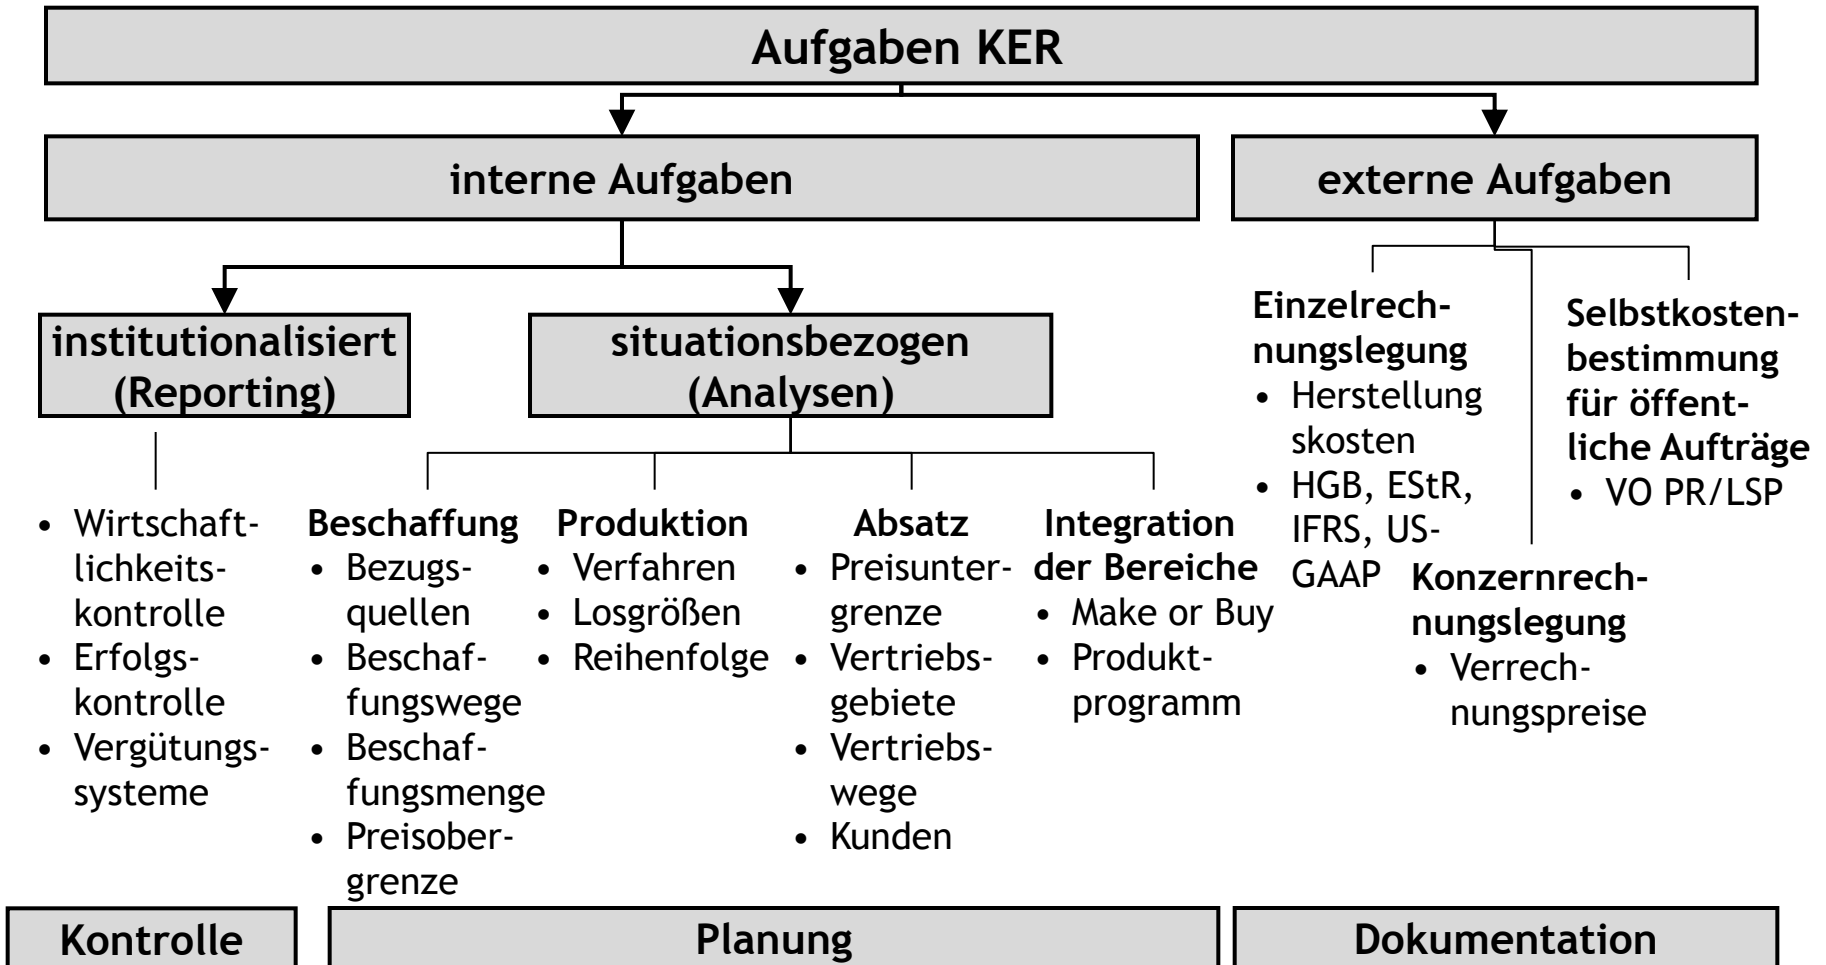 Aufgaben KER
interne Aufgaben
externe Aufgaben
institutionalisiert
(Reporting)
situationsbezogen
(Analysen)
• Wirtschaft-
lichkeits-
kontrolle
• Erfolgs-
kontrolle
• Vergütungs-
systeme
Beschaffung
• Bezugs-
quellen
• Beschaf-
fungswege
• Beschaf-
fungsmenge
• Preisober-
grenze
Produktion
• Verfahren
• Losgrößen
• Reihenfolge
Absatz
• Preisunter-
grenze
• Vertriebs-
gebiete
• Vertriebs-
wege
• Kunden
Integration
der Bereiche
• Make or Buy
• Produkt-
programm
Einzelrech-
nungslegung
• Herstellung
skosten
• HGB, EStR,
IFRS, US-
GAAP
Konzernrech-
nungslegung
• Verrech-
nungspreise
Selbstkosten-
bestimmung
für öffent-
liche Aufträge
• VO PR/LSP
Kontrolle
Planung
Dokumentation